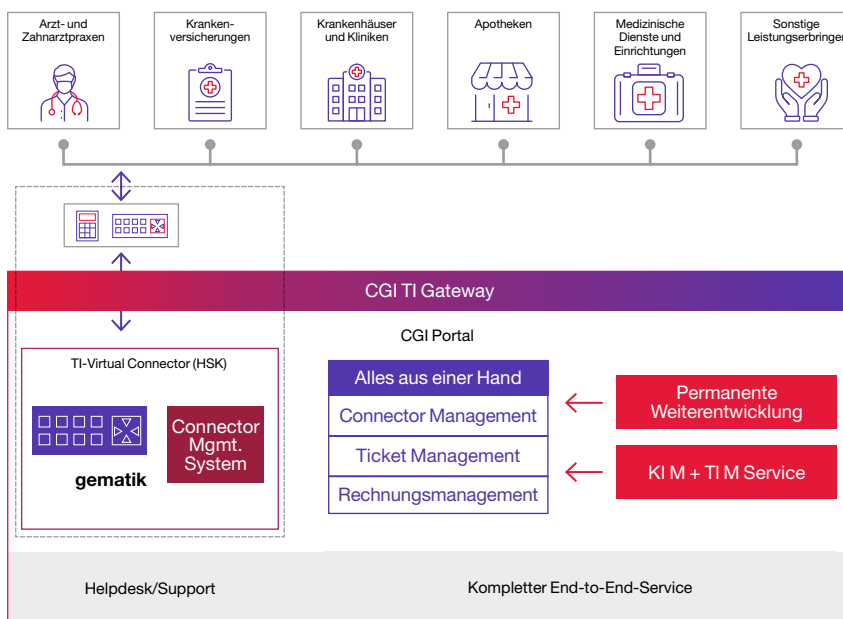 Arzt- und
Zahnarztpraxen
Kranken-
versicherungen
Krankenhäuser
und Kliniken
Apotheken
Medizinische
Dienste und
Einrichtungen
Sonstige
Leistungserbringer
CGI TI Gateway
CGI Portal
TI-Virtual Connector (HSK)
Connector
Mgmt.
System
gematik
Alles aus einer Hand
Connector Management
Ticket Management
Rechnungsmanagement
Permanente
Weiterentwicklung
KI M + TI M Service
Helpdesk/Support
Kompletter End-to-End-Service